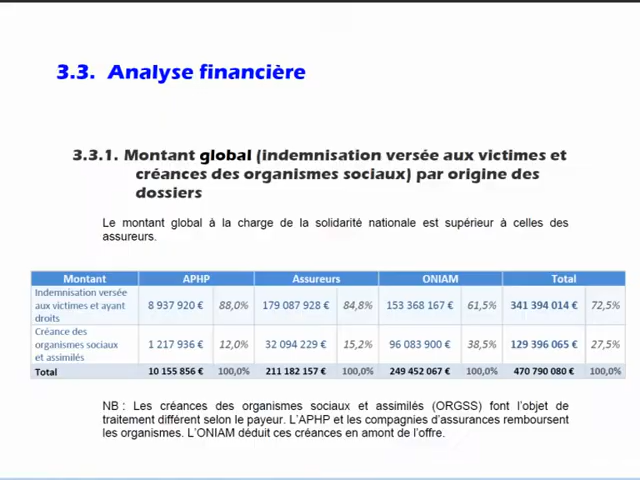 3.3. Analyse financière
3.3.1. Montant global (indemnisation versée aux victimes et
créances des organismes sociaux) par origine des
dossiers
Le montant global à la charge de la solidarité nationale est supérieur à celles des
assureurs.
Montant APHP Assureurs ONIAM Total
Indemnisation versée
aux victimes et ayant 8 937 920 € 88,0% 179 087 928 € 84,8% 153 368 167 € 61,5% 341 394 014 € 72,5%
droits
Créance des
organismes sociaux 1 217 936 € 12,0% 32 094 229 € 15,2% 96 083 900 € 38,5% 129 396 065 € 27,5%
et assimilés
Total 10 155 856 € 100,0% 211 182 157 € 100,0% 249 452 067 € 100,0% 470 790 080 € 100,0%
NB : Les créances des organismes sociaux et assimilés (ORGSS) font l'objet de
traitement différent selon le payeur. L'APHP et les compagnies d'assurances remboursent
les organismes. L'ONIAM déduit ces créances en amont de l'offre.